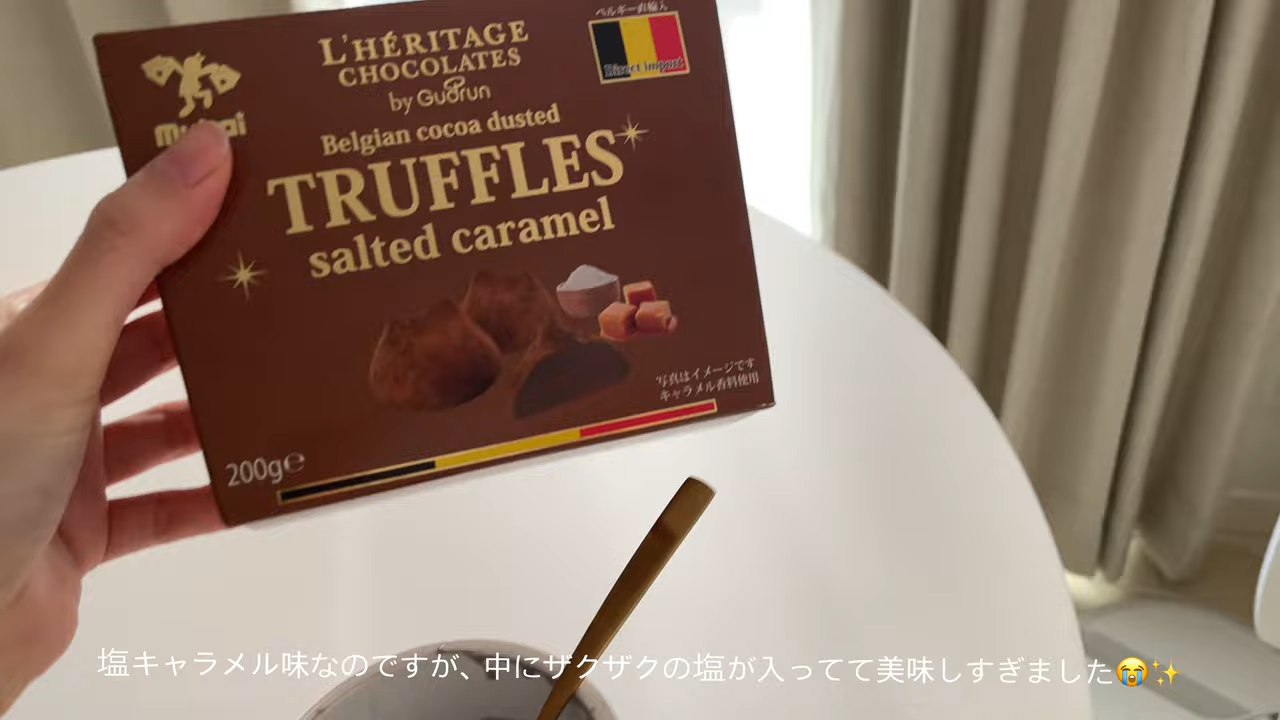 ベルギー直輸入
L'HÉRITAGE
CHOCOLATES
by Guδrun
Direct import
Belgian cocoa dusted
TRUFFLES
salted caramel
写真はイメージです
キャラメル香料使用
200g℮
塩キャラメル味なのですが、中にザクザクの塩が入ってて美味しすぎました😭✨